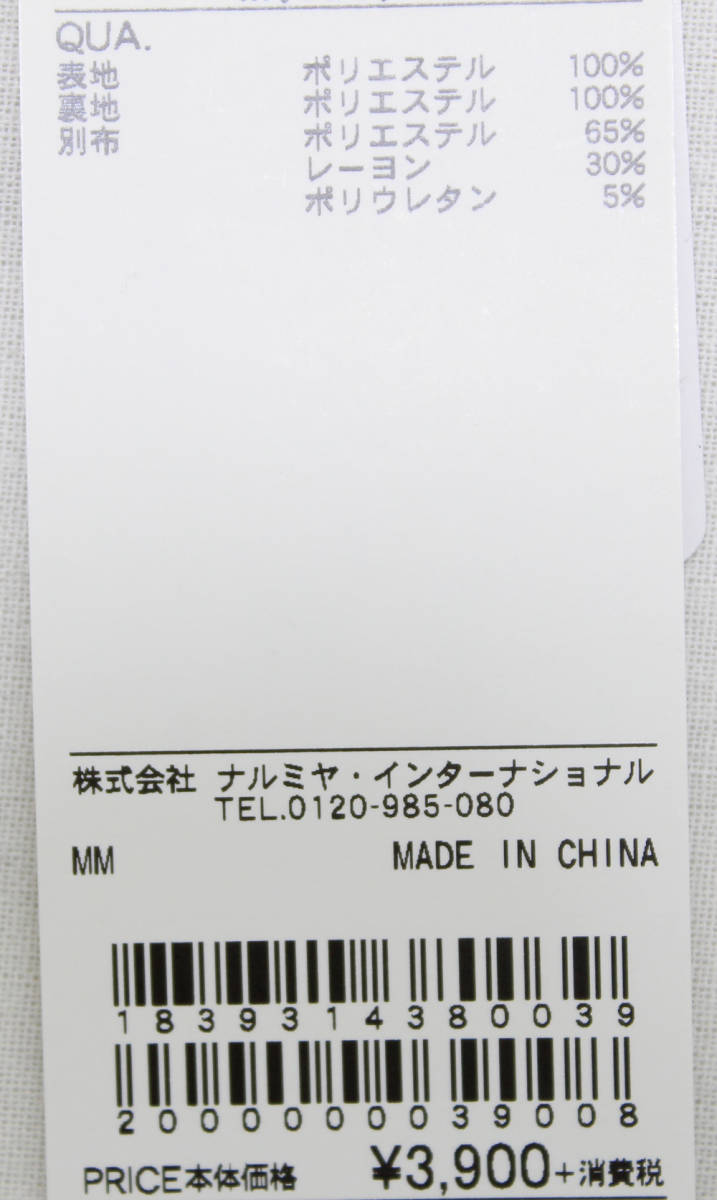 QUA.
表地 ポリエステル 100%
裏地 ポリエステル 100%
別布 ポリエステル 65%
レーヨン 30%
ポリウレタン 5%
株式会社 ナルミヤ・インターナショナル
TEL.0120-985-080
MM MADE IN CHINA
1839314380039
2000000039008
PRICE本体価格 ¥3,900+消費税